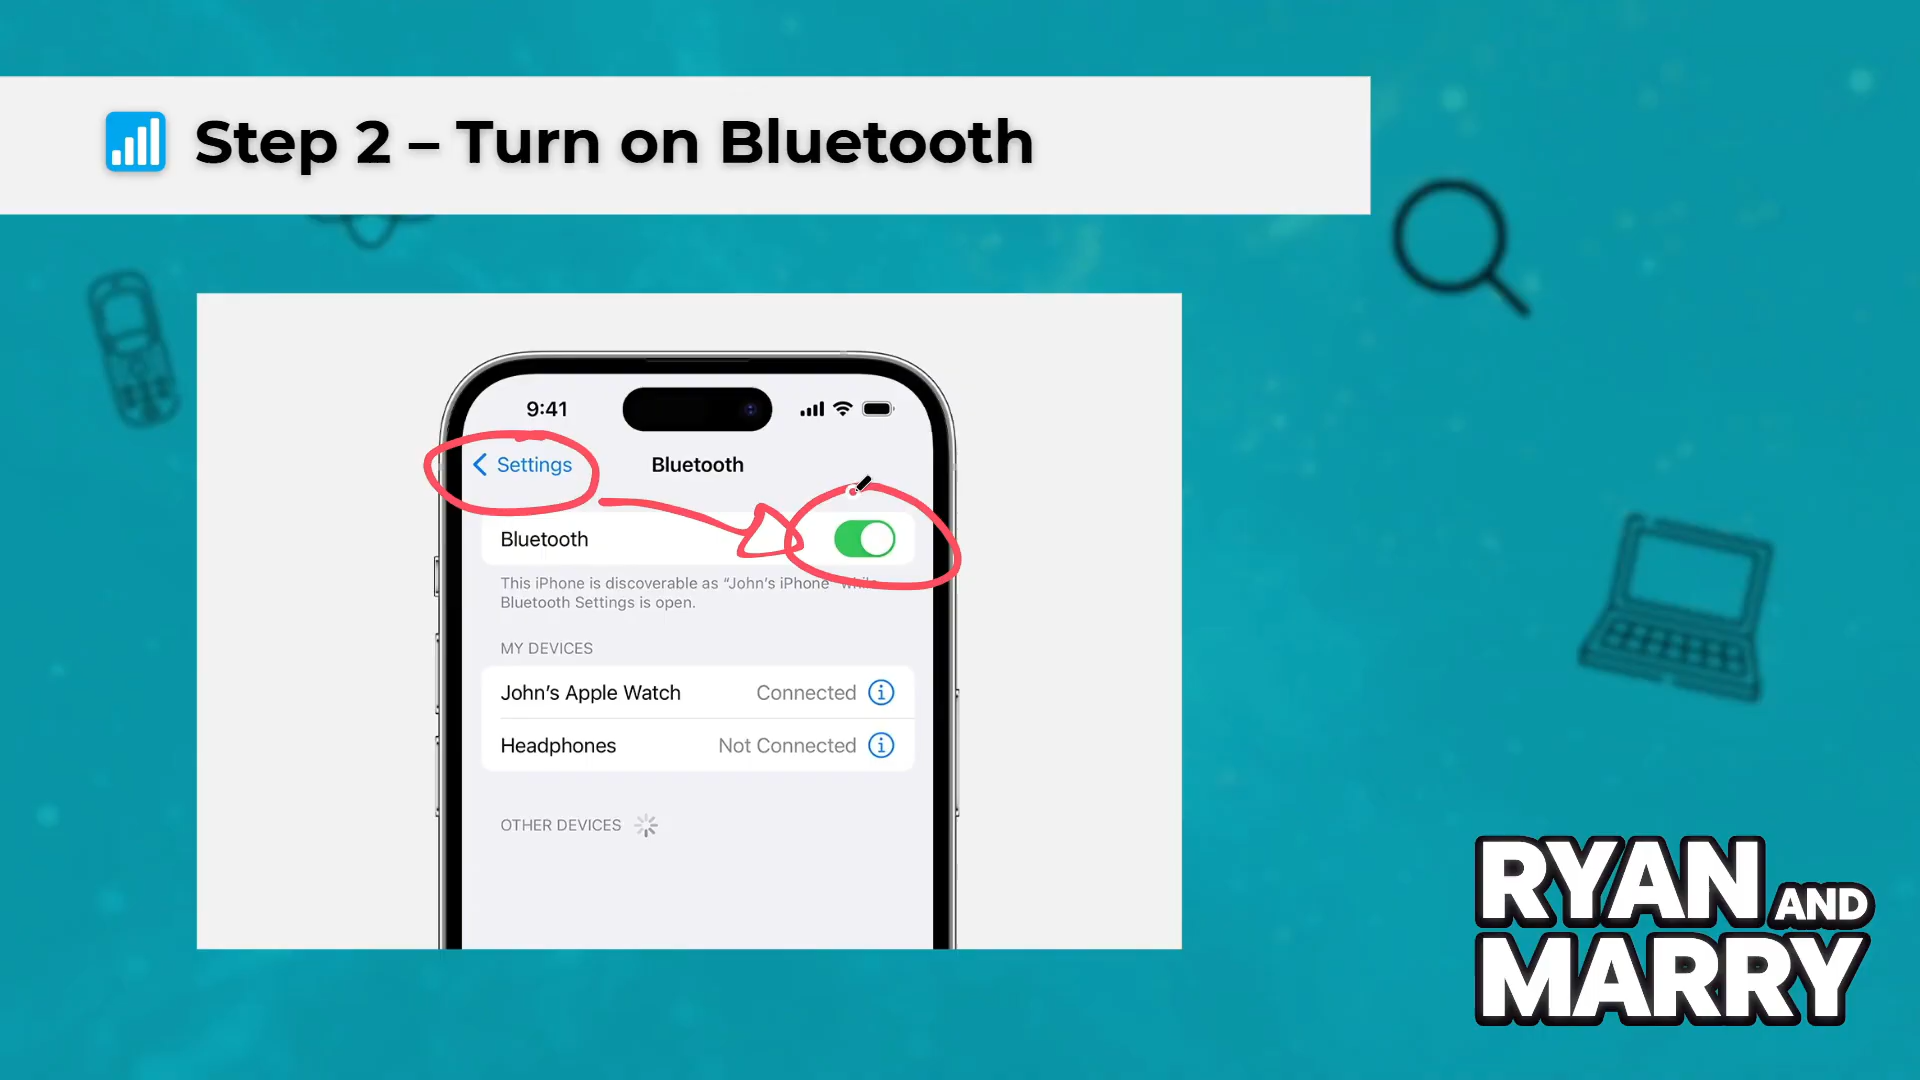 Step 2 – Turn on Bluetooth
9:41
Settings
Bluetooth
Bluetooth
This iPhone is discoverable as “John’s iPhone” while
Bluetooth Settings is open.
MY DEVICES
John’s Apple Watch Connected
Headphones Not Connected
OTHER DEVICES
RYAN AND
MARRY